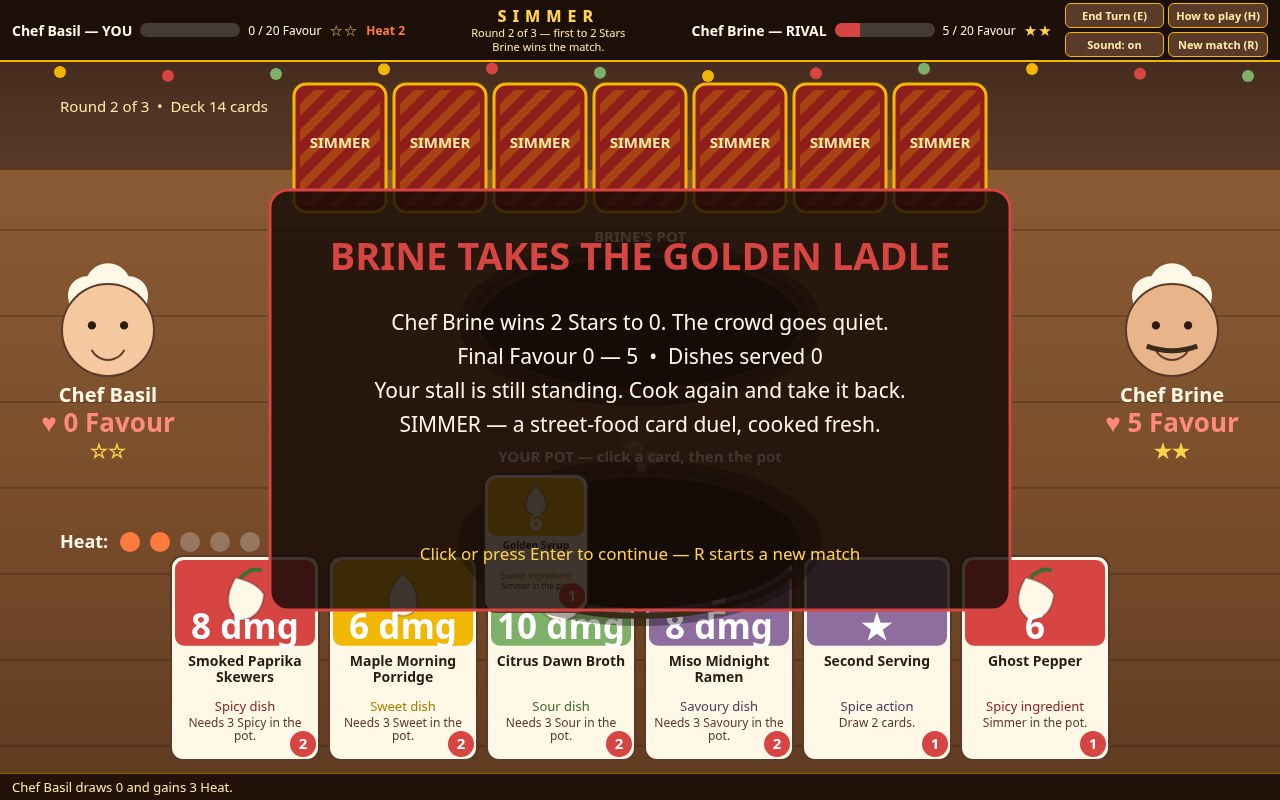 Chef Basil — YOU
0 / 20 Favour ☆☆
Heat 2
SIMMER
Round 2 of 3 — first to 2 Stars
Brine wins the match.
Chef Brine — RIVAL
5 / 20 Favour ★★
End Turn (E)
How to play (H)
Sound: on
New match (R)
Round 2 of 3 • Deck 14 cards
SIMMER
SIMMER
SIMMER
SIMMER
SIMMER
SIMMER
SIMMER
BRINE'S POT
BRINE TAKES THE GOLDEN LADLE
Chef Brine wins 2 Stars to 0. The crowd goes quiet.
Final Favour 0 — 5 • Dishes served 0
Your stall is still standing. Cook again and take it back.
SIMMER — a street-food card duel, cooked fresh.
YOUR POT — click a card, then the pot
Chef Basil
♥ 0 Favour
☆☆
Chef Brine
♥ 5 Favour
★★
6
Golden Syrup
Sweet ingredient
Simmer in the pot.
1
Click or press Enter to continue — R starts a new match
Heat:
8 dmg
Smoked Paprika
Skewers
Spicy dish
Needs 3 Spicy in the
pot.
2
6 dmg
Maple Morning
Porridge
Sweet dish
Needs 3 Sweet in the
pot.
2
10 dmg
Citrus Dawn Broth
Sour dish
Needs 3 Sour in the
pot.
2
8 dmg
Miso Midnight
Ramen
Savoury dish
Needs 3 Savoury in the
pot.
2
★
Second Serving
Spice action
Draw 2 cards.
1
6
Ghost Pepper
Spicy ingredient
Simmer in the pot.
1
Chef Basil draws 0 and gains 3 Heat.